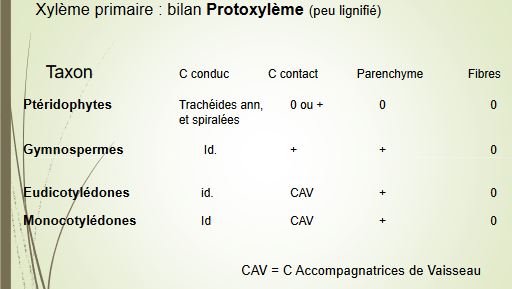 Xylème primaire : bilan Protoxylème (peu lignifié)
Taxon C conduc C contact Parenchyme Fibres
Ptéridophytes Trachéides ann, 0 ou + 0 0
et spiralées
Gymnospermes Id. + + 0
Eudicotylédones id. CAV + 0
Monocotylédones Id CAV + 0
CAV = C Accompagnatrices de Vaisseau